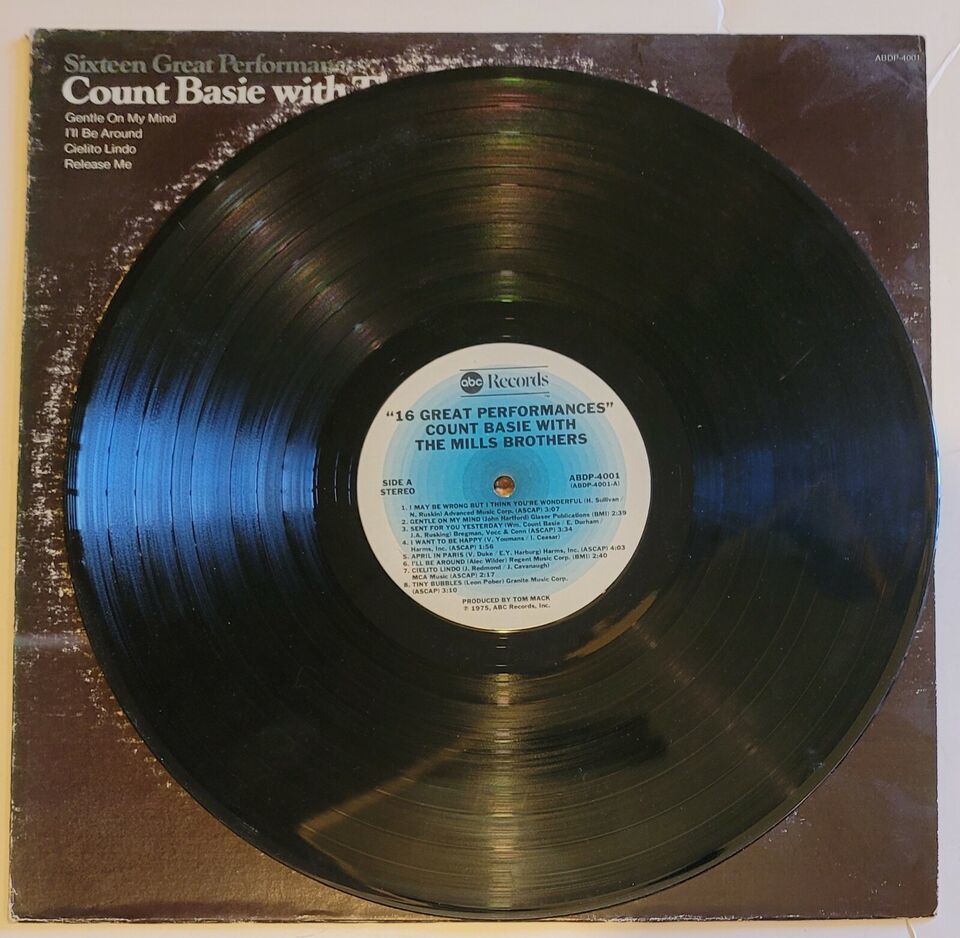 Sixteen Great Performan
Count Basie with T
ABDP-4001
Gentle On My Mind
I'll Be Around
Cielito Lindo
Release Me
abc Records
"16 GREAT PERFORMANCES"
COUNT BASIE WITH
THE MILLS BROTHERS
SIDE A
STEREO
ABDP-4001
(ABDP-4001-A)
1. I MAY BE WRONG BUT I THINK YOU'RE WONDERFUL (H. Sullivan /
N. Ruskin) Advanced Music Corp. (ASCAP) 3:07
2. GENTLE ON MY MIND (John Hartford) Glaser Publications (BMI) 2:39
3. SENT FOR YOU YESTERDAY (Wm. Count Basie / E. Durham /
J.A. Rusking) Bregman, Vocc & Conn (ASCAP) 3:34
4. I WANT TO BE HAPPY (V. Youmans / I. Ceesar)
Harms, Inc. (ASCAP) 1:56
5. APRIL IN PARIS (V. Duke / E.Y. Harburg) Harms, Inc. (ASCAP) 4:03
6. I'LL BE AROUND (Alec Wilder) Regent Music Corp. (BMI) 2:40
7. CIELITO LINDO (J. Redmond / J. Cavanaugh)
MCA Music (ASCAP) 2:17
8. TINY BUBBLES (Leon Pober) Granite Music Corp.
(ASCAP) 3:10
PRODUCED BY TOM MACK
℗ 1975, ABC Records, Inc.